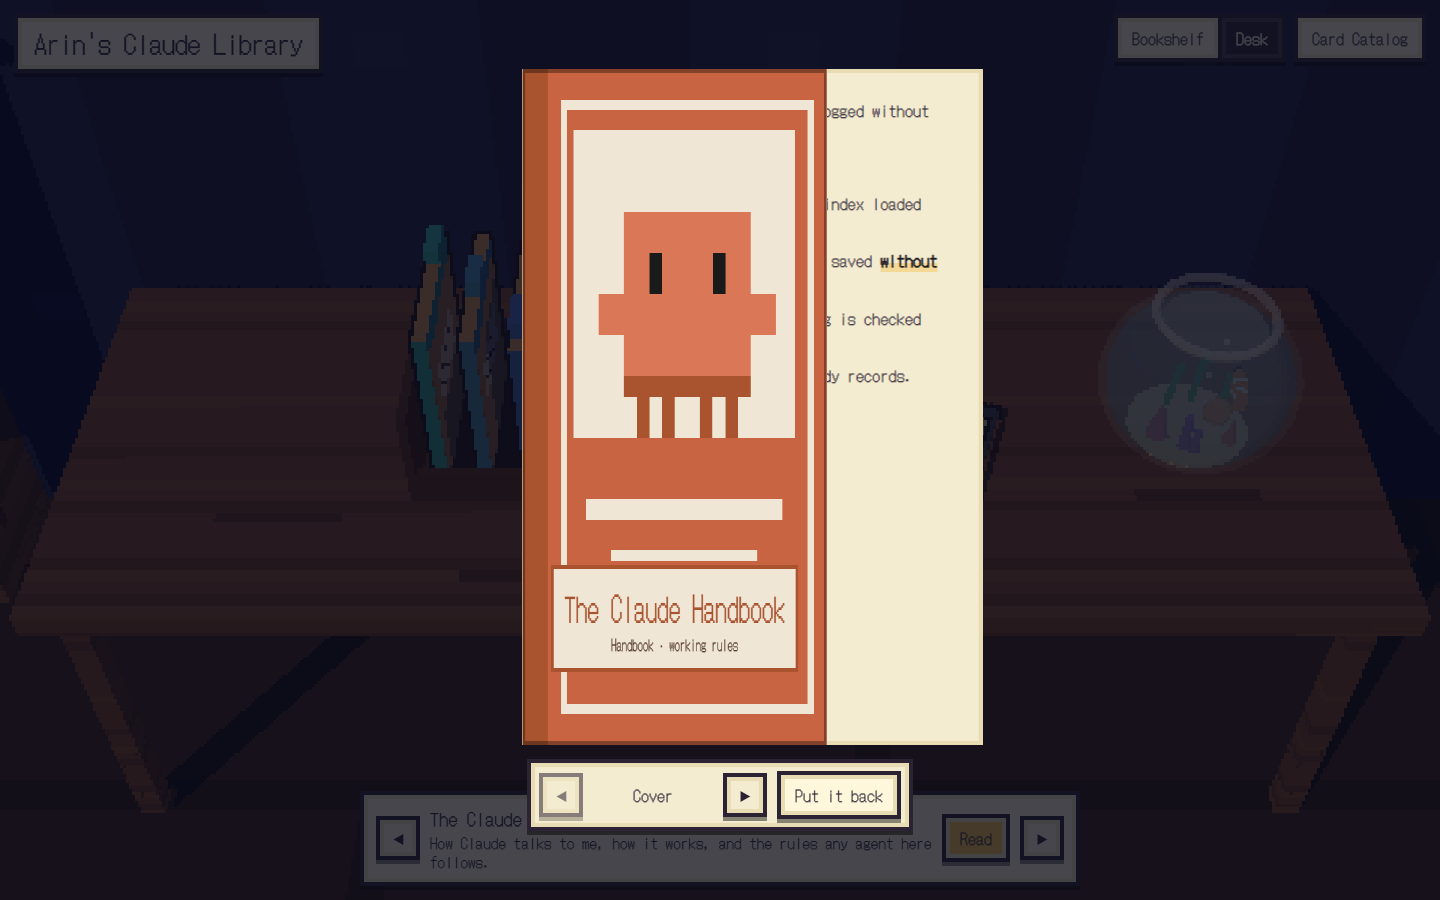 Arin's Claude Library
Bookshelf
Desk
Card Catalog
without
index loaded
saved without
is checked
records.
The Claude Handbook
Handbook · working rules
◄
Cover
►
Put it back
◄
The Claude
How Claude talks to me, how it works, and the rules any agent here
follows.
Read
►